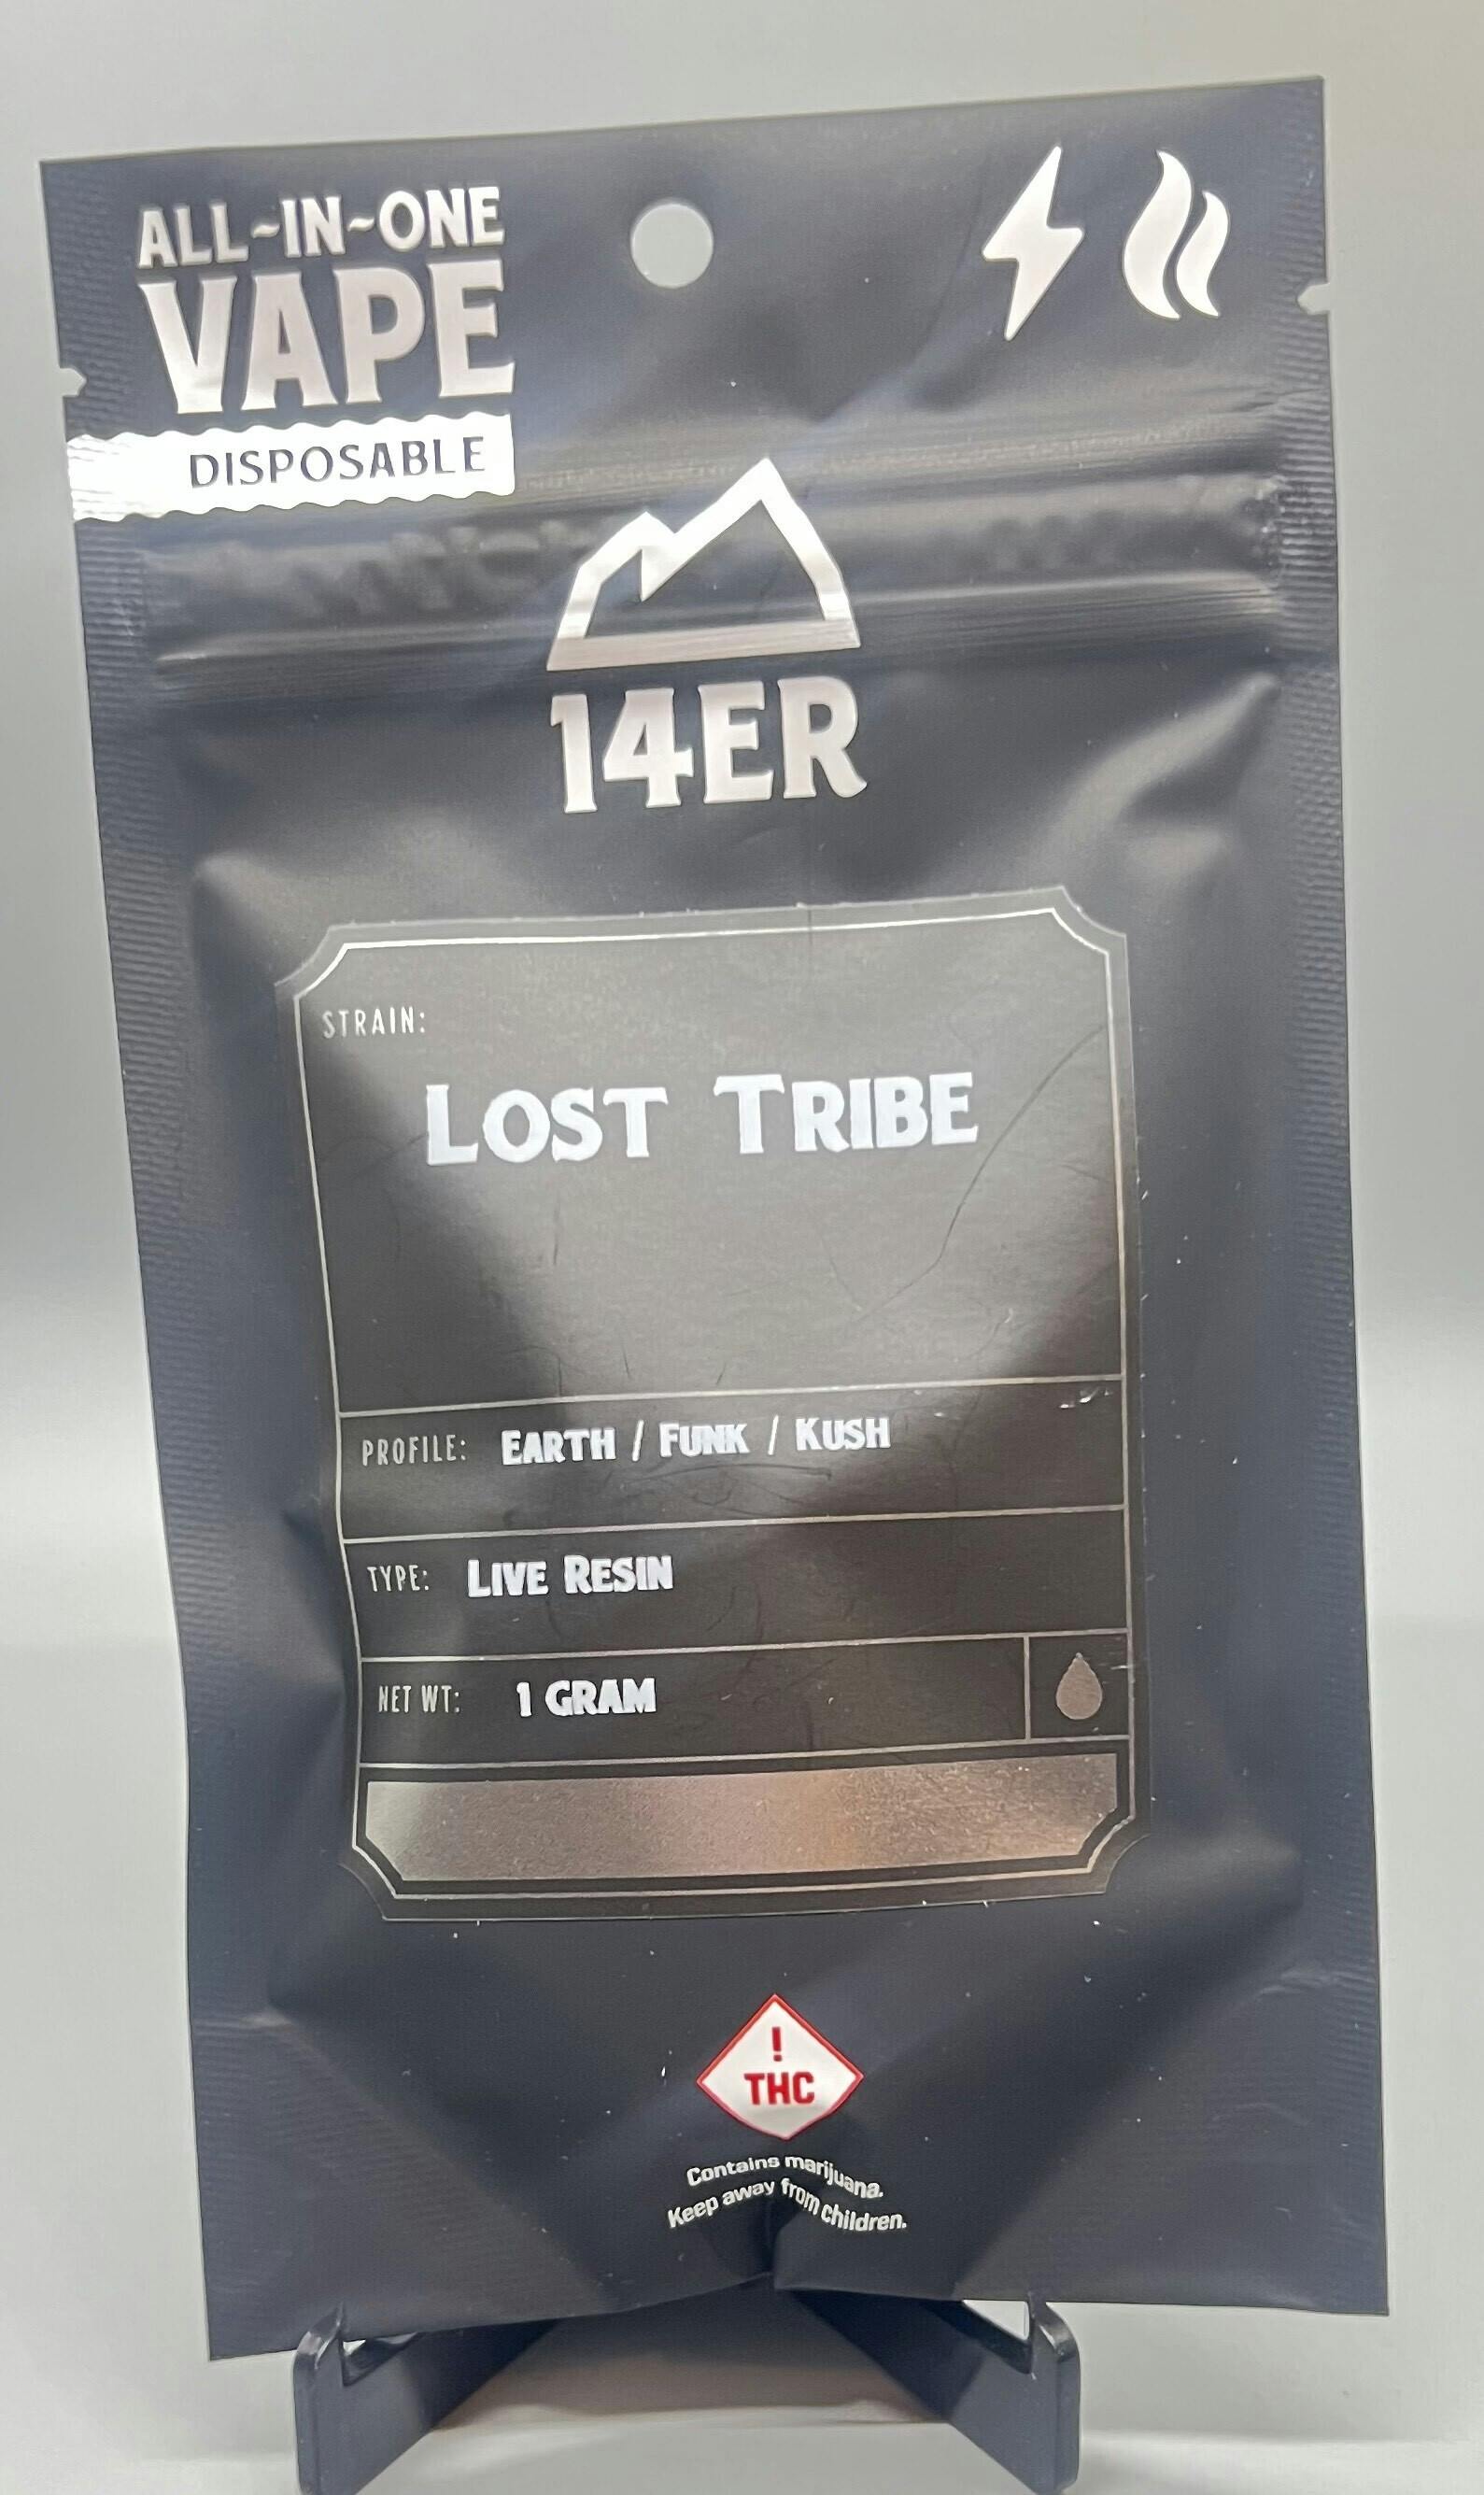 ALL~IN~ONE
VAPE
DISPOSABLE
14ER
STRAIN:
LOST TRIBE
PROFILE: EARTH / FUNK / KUSH
TYPE: LIVE RESIN
NET WT: 1 GRAM
!
THC
Contains marijuana.
Keep away from children.